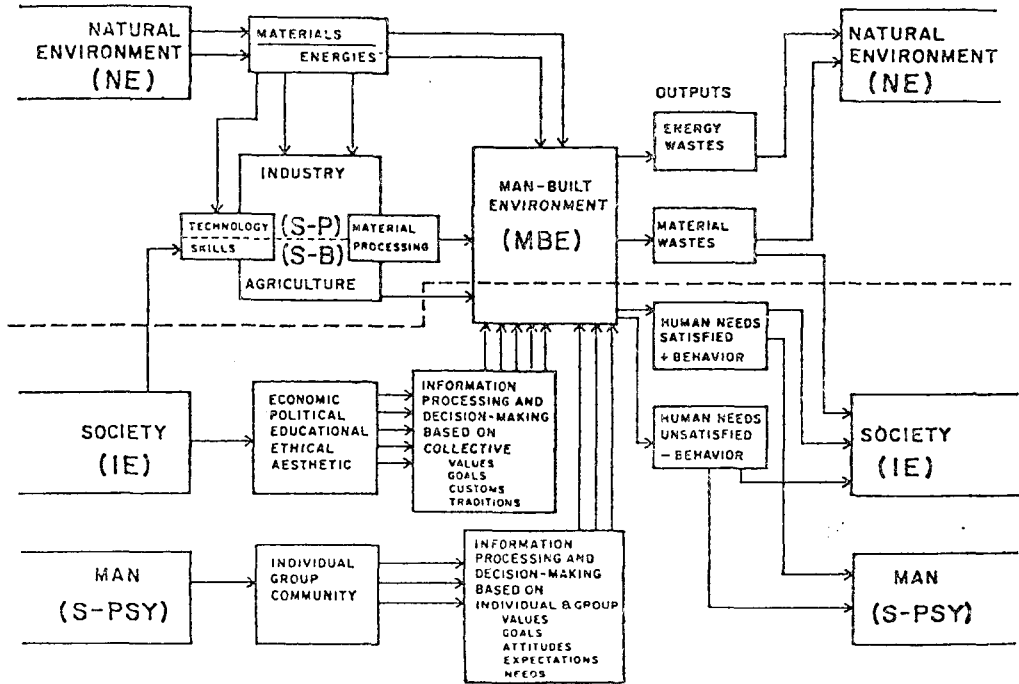 NATURAL
ENVIRONMENT
(NE)
MATERIALS
ENERGIES
INDUSTRY
TECHNOLOGY
SKILLS
(S-P)
(S-B)
MATERIAL
PROCESSING
AGRICULTURE
MAN-BUILT
ENVIRONMENT
(MBE)
OUTPUTS
ENERGY
WASTES
MATERIAL
WASTES
HUMAN NEEDS
SATISFIED
+ BEHAVIOR
HUMAN NEEDS
UNSATISFIED
— BEHAVIOR
NATURAL
ENVIRONMENT
(NE)
SOCIETY
(IE)
ECONOMIC
POLITICAL
EDUCATIONAL
ETHICAL
AESTHETIC
INFORMATION
PROCESSING AND
DECISION-MAKING
BASED ON
COLLECTIVE
VALUES
GOALS
CUSTOMS
TRADITIONS
SOCIETY
(IE)
MAN
(S-PSY)
INDIVIDUAL
GROUP
COMMUNITY
INFORMATION
PROCESSING AND
DECISION-MAKING
BASED ON
INDIVIDUAL & GROUP
VALUES
GOALS
ATTITUDES
EXPECTATIONS
NEEDS
MAN
(S-PSY)